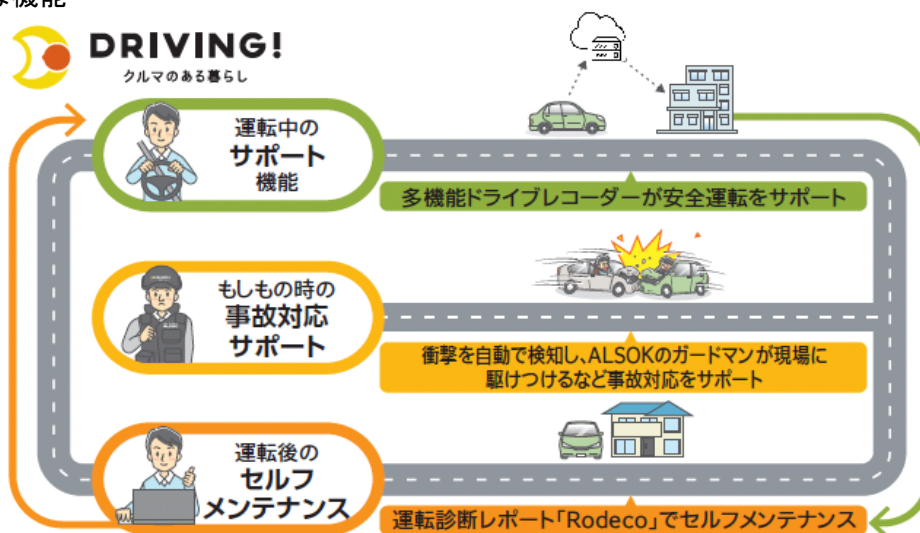 な機能
DRIVING!
クルマのある暮らし
運転中の
サポート
機能
多機能ドライブレコーダーが安全運転をサポート
もしもの時の
事故対応
サポート
衝撃を自動で検知し、ALSOKのガードマンが現場に
駆けつけるなど事故対応をサポート
運転後の
セルフ
メンテナンス
運転診断レポート「Rodeco」でセルフメンテナンス